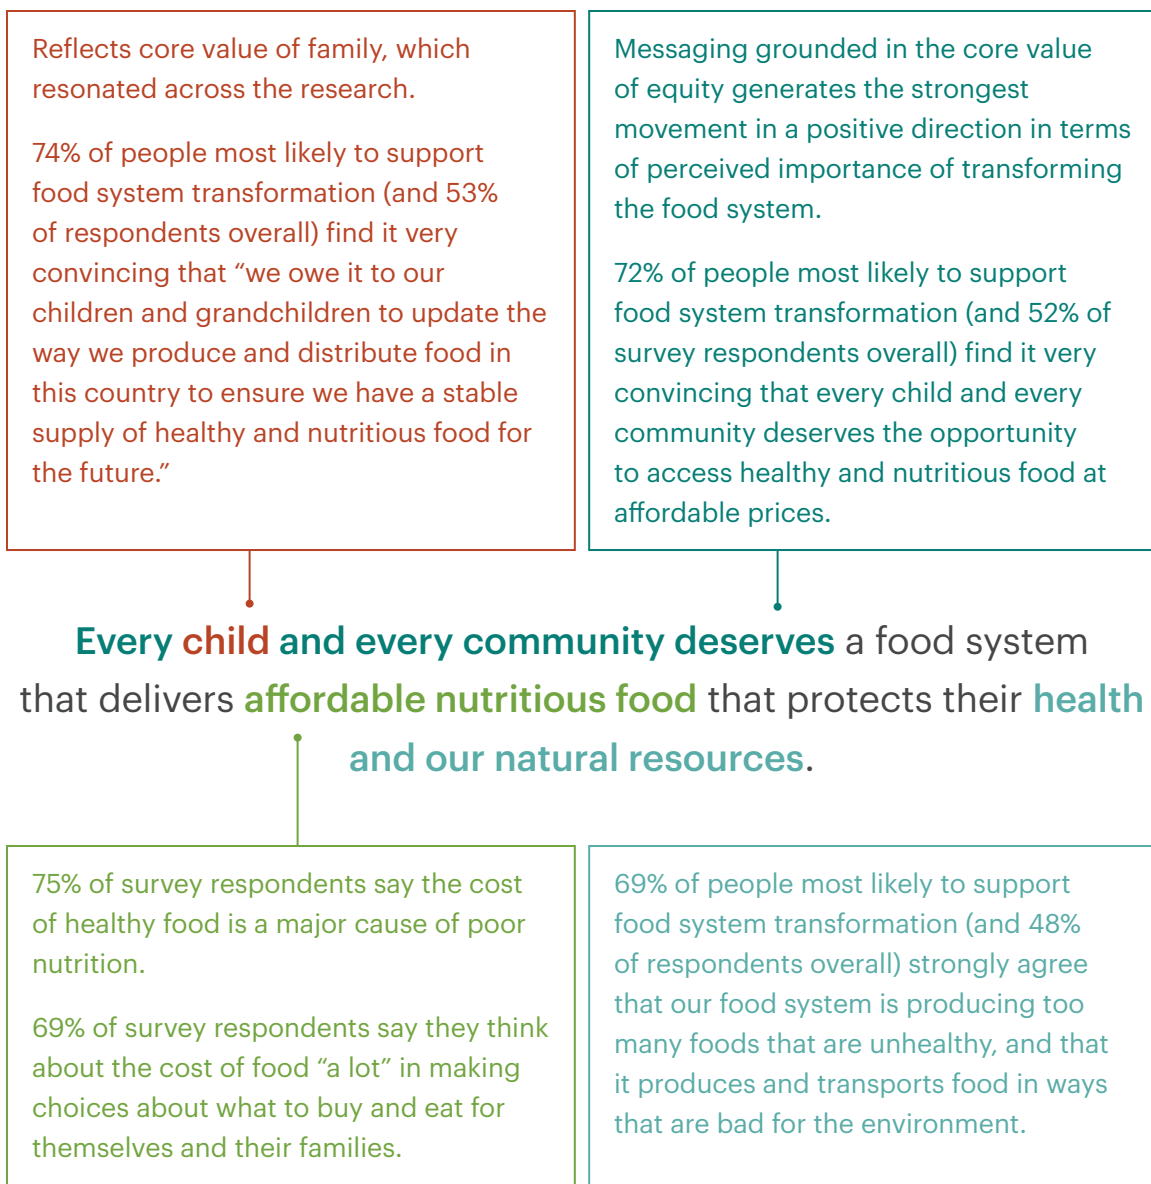 Reflects core value of family, which
resonated across the research.
74% of people most likely to support
food system transformation (and 53%
of respondents overall) find it very
convincing that “we owe it to our
children and grandchildren to update the
way we produce and distribute food in
this country to ensure we have a stable
supply of healthy and nutritious food for
the future.”
Messaging grounded in the core value
of equity generates the strongest
movement in a positive direction in terms
of perceived importance of transforming
the food system.
72% of people most likely to support
food system transformation (and 52% of
survey respondents overall) find it very
convincing that every child and every
community deserves the opportunity
to access healthy and nutritious food at
affordable prices.
Every child and every community deserves a food system
that delivers affordable nutritious food that protects their health
and our natural resources.
75% of survey respondents say the cost
of healthy food is a major cause of poor
nutrition.
69% of survey respondents say they think
about the cost of food “a lot” in making
choices about what to buy and eat for
themselves and their families.
69% of people most likely to support
food system transformation (and 48%
of respondents overall) strongly agree
that our food system is producing too
many foods that are unhealthy, and that
it produces and transports food in ways
that are bad for the environment.